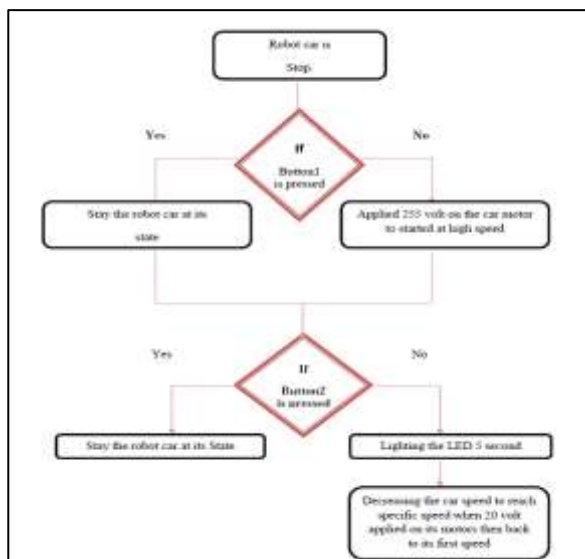 Robot car is
Stop
Yes
No
If
Button1
is pressed
Stay the robot car at its
state
Applied 255 volt on the car motor
to started at high speed
Yes
No
If
Button2
is pressed
Stay the robot car at its State
Lighting the LED 5 second
Decreasing the car speed to reach
specific speed when 20 volt
applied on its motors then back
to its first speed